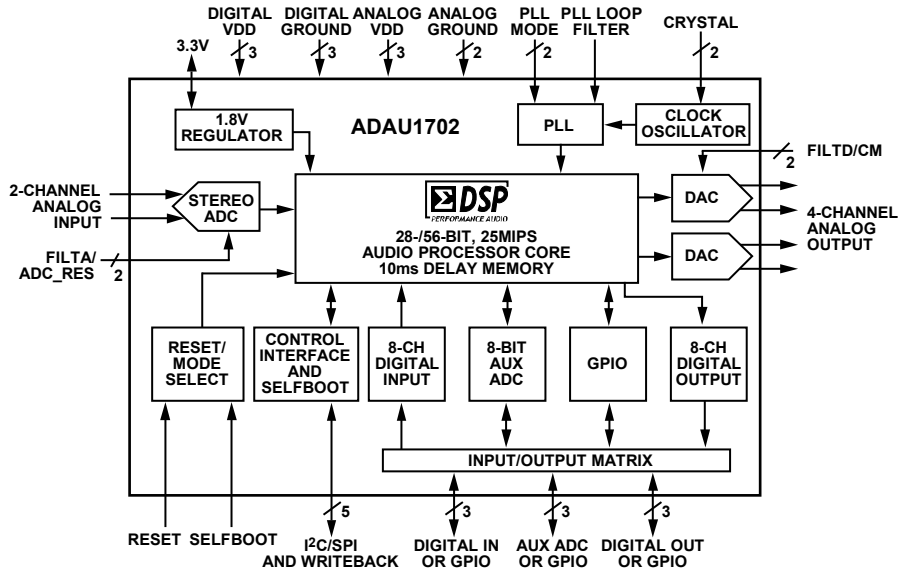 DIGITAL VDD
DIGITAL GROUND
ANALOG VDD
ANALOG GROUND
PLL MODE
PLL LOOP FILTER
CRYSTAL
3.3V
3
3
3
2
2
2
1.8V REGULATOR
ADAU1702
PLL
CLOCK OSCILLATOR
FILTD/CM
2
2-CHANNEL
ANALOG
INPUT
STEREO
ADC
DSP
PERFORMANCE AUDIO
28-/56-BIT, 25MIPS
AUDIO PROCESSOR CORE
10ms DELAY MEMORY
DAC
DAC
4-CHANNEL
ANALOG
OUTPUT
FILTA/
ADC_RES
2
RESET/
MODE
SELECT
CONTROL
INTERFACE
AND
SELFBOOT
8-CH
DIGITAL
INPUT
8-BIT
AUX
ADC
GPIO
8-CH
DIGITAL
OUTPUT
INPUT/OUTPUT MATRIX
5
3
3
3
RESET
SELFBOOT
I²C/SPI
AND WRITEBACK
DIGITAL IN
OR GPIO
AUX ADC
OR GPIO
DIGITAL OUT
OR GPIO